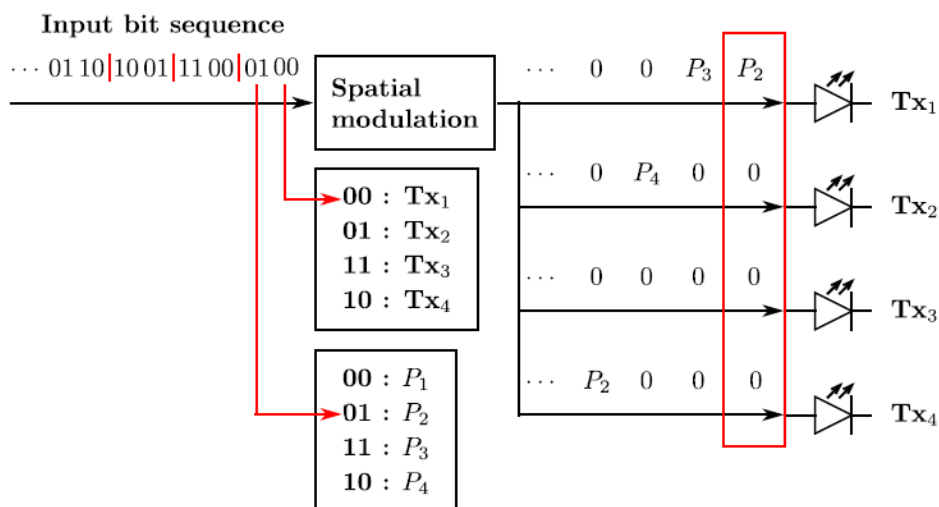 Input bit sequence
··· 01 10 | 10 01 | 11 00 | 01 00
Spatial
modulation
00 : Tx₁
01 : Tx₂
11 : Tx₃
10 : Tx₄
00 : P₁
01 : P₂
11 : P₃
10 : P₄
··· 0 0 P₃ P₂
Tx₁
··· 0 P₄ 0 0
Tx₂
··· 0 0 0 0
Tx₃
··· P₂ 0 0 0
Tx₄